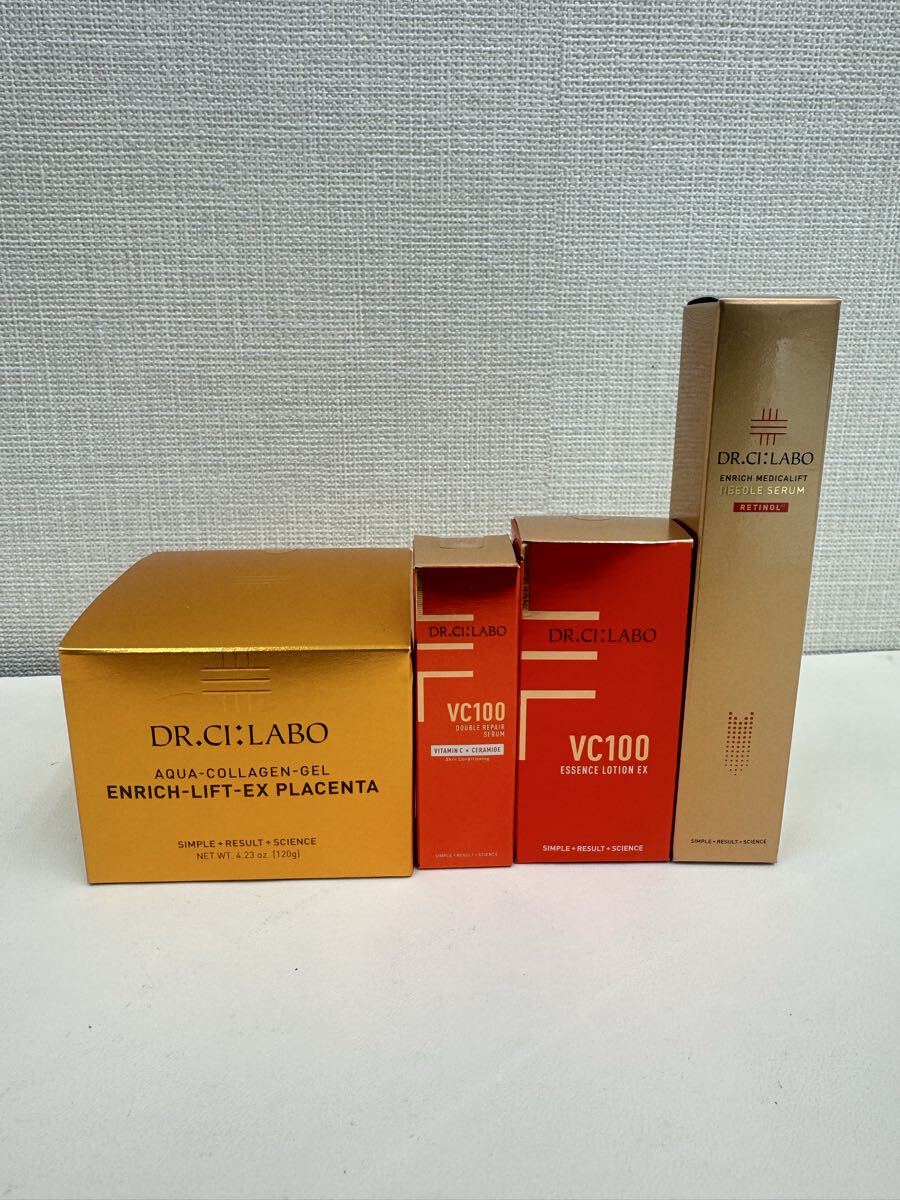 DR.CI:LABO
AQUA-COLLAGEN-GEL
ENRICH-LIFT-EX PLACENTA
SIMPLE+RESULT+SCIENCE
NET WT. 4.23 oz. [120g]
DR.CI:LABO
VC100
DOUBLE REPAIR
SERUM
VITAMIN C × CERAMIDE
Skin Conditioning
SIMPLE+RESULT+SCIENCE
DR.CI:LABO
VC100
ESSENCE LOTION EX
SIMPLE+RESULT+SCIENCE
DR.CI:LABO
ENRICH MEDICALIFT
NEEDLE SERUM
RETINOL*
SIMPLE+RESULT+SCIENCE